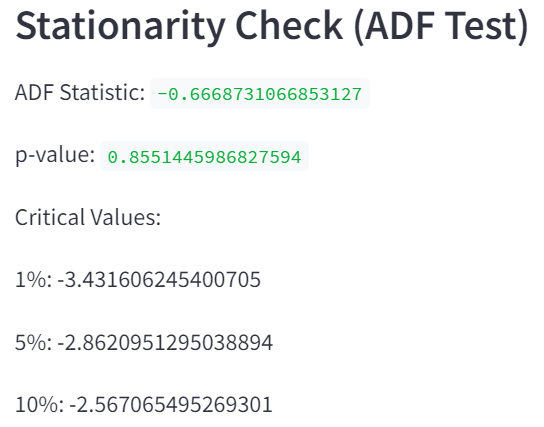 Stationarity Check (ADF Test)
ADF Statistic: -0.6668731066853127
p-value: 0.8551445986827594
Critical Values:
1%: -3.431606245400705
5%: -2.8620951295038894
10%: -2.567065495269301